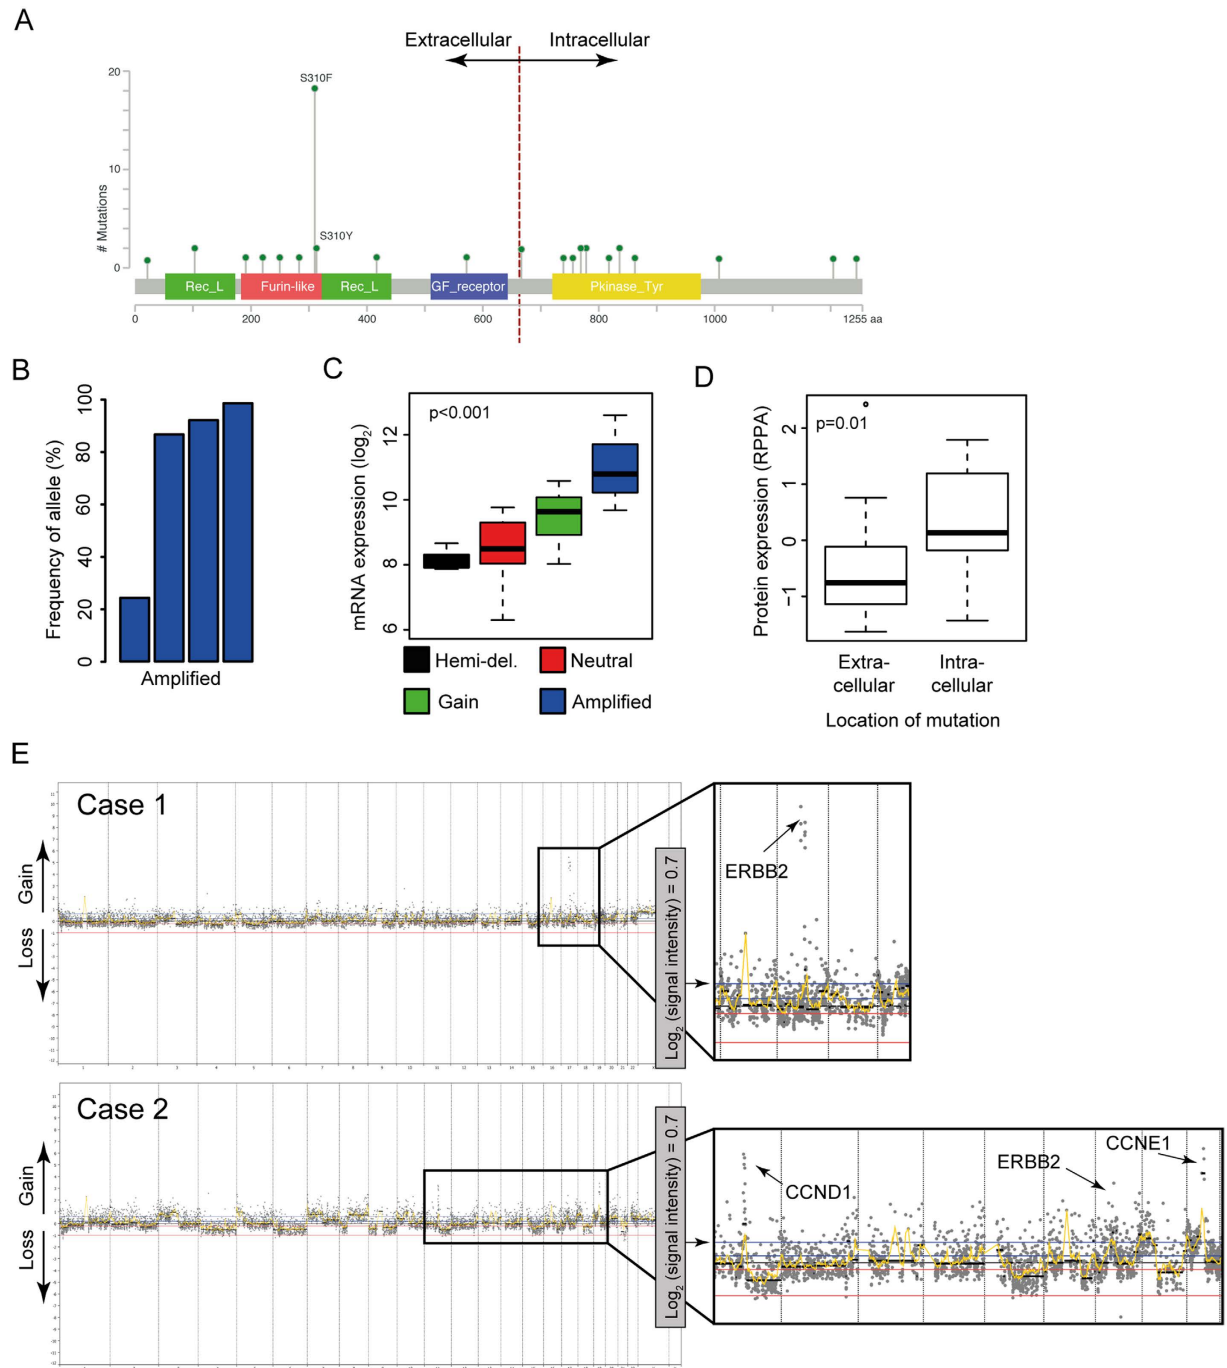 A
Extracellular Intracellular
20
S310F
10
# Mutations
S310Y
0
Rec_L Furin-like Rec_L GF_receptor Pkinase_Tyr
0 200 400 600 800 1000 1255 aa
B
Frequency of allele (%)
100
80
60
40
20
0
Amplified
C
p<0.001
mRNA expression (log2)
12
10
8
6
Hemi-del. Neutral
Gain Amplified
D
p=0.01
Protein expression (RPPA)
2
1
0
−1
Extra-cellular Intra-cellular
Location of mutation
E
Case 1
Gain
Loss
Log2 (signal intensity) = 0.7
ERBB2
Case 2
Gain
Loss
Log2 (signal intensity) = 0.7
CCND1
ERBB2
CCNE1